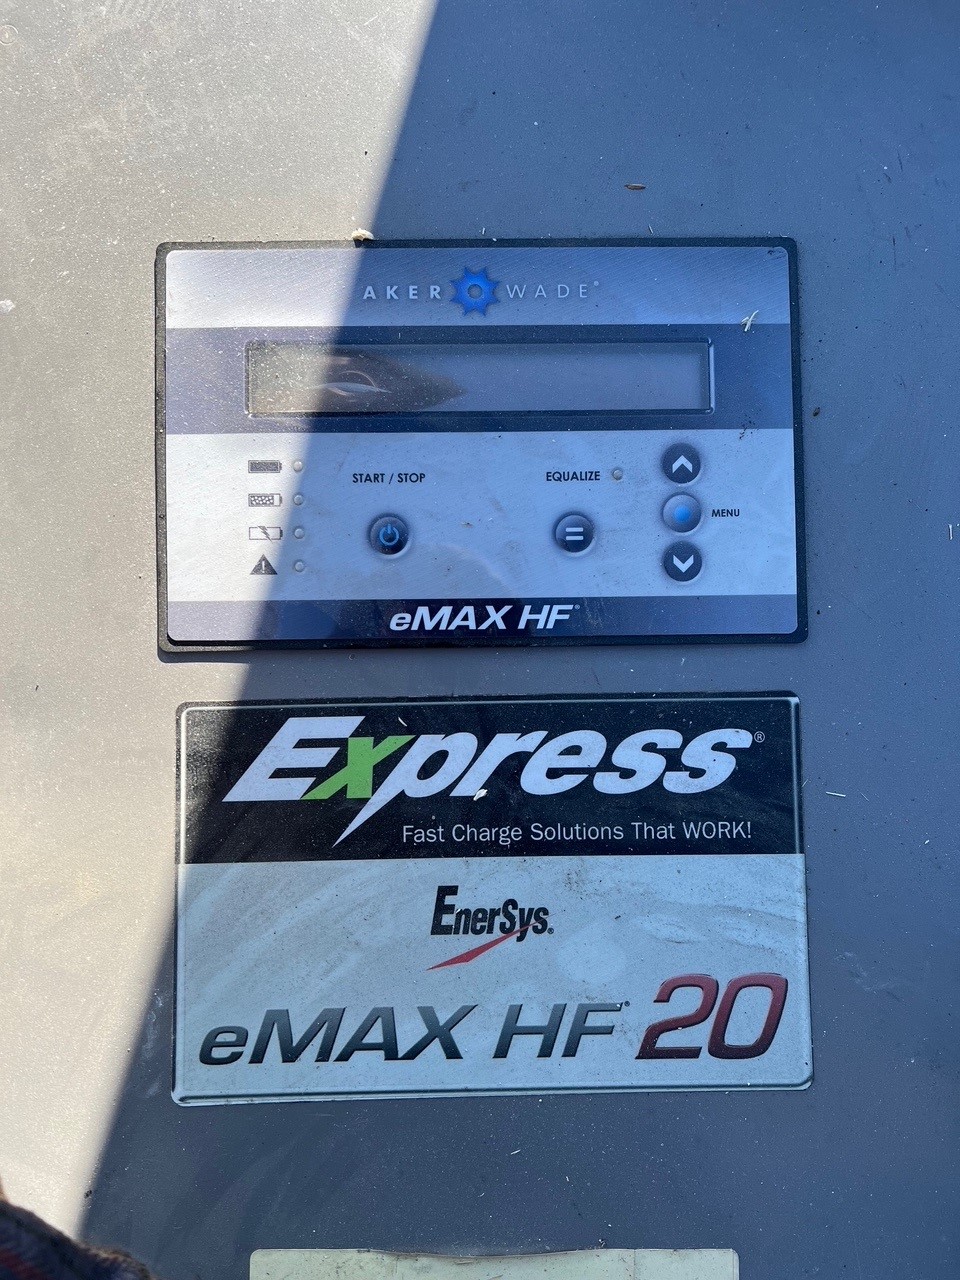 AKER WADE®
START / STOP
EQUALIZE
MENU
eMAX HF®
Express®
Fast Charge Solutions That WORK!
EnerSys®
eMAX HF® 20